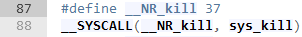 87 #define __NR_kill 37
88 __SYSCALL(__NR_kill, sys_kill)